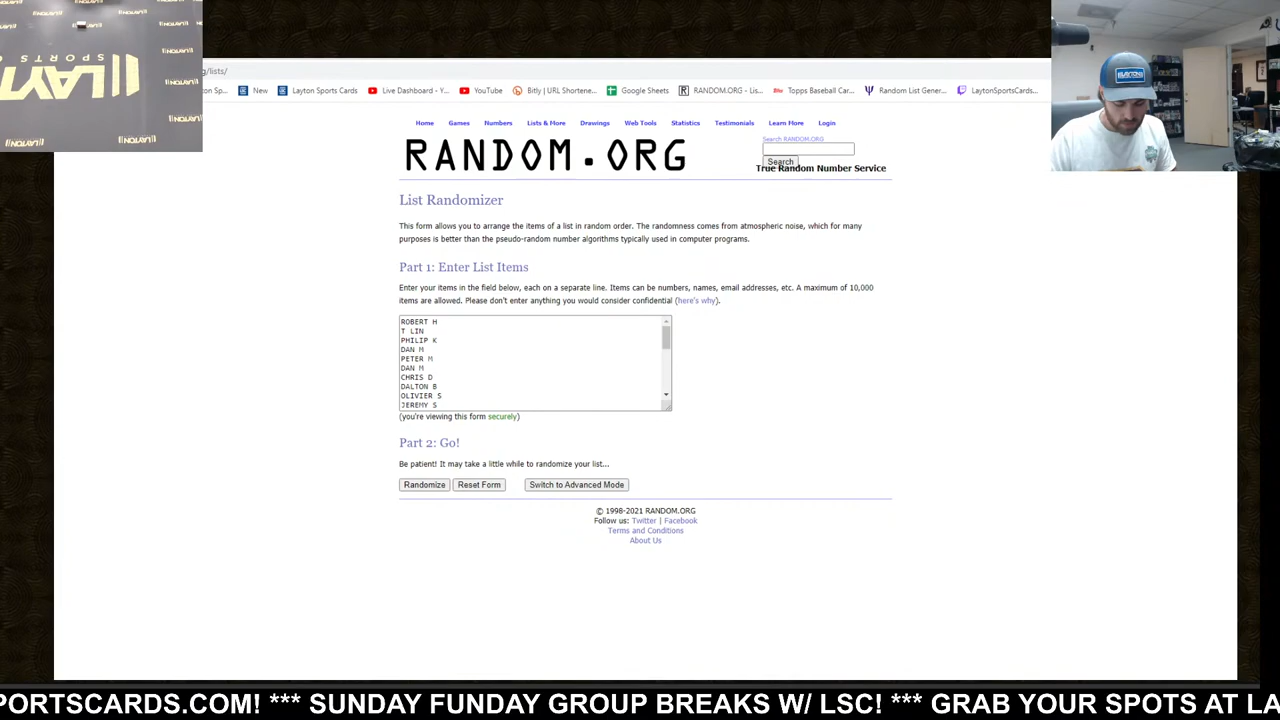 g/lists/
on Sp... New Layton Sports Cards Live Dashboard - Y... YouTube Bitly | URL Shortene... Google Sheets RANDOM.ORG - Lis... Topps Baseball Car... Random List Gener... LaytonSportsCards...
Home Games Numbers Lists & More Drawings Web Tools Statistics Testimonials Learn More Login
RANDOM.ORG
Search RANDOM.ORG
Search
True Random Number Service
List Randomizer
This form allows you to arrange the items of a list in random order. The randomness comes from atmospheric noise, which for many
purposes is better than the pseudo-random number algorithms typically used in computer programs.
Part 1: Enter List Items
Enter your items in the field below, each on a separate line. Items can be numbers, names, email addresses, etc. A maximum of 10,000
items are allowed. Please don't enter anything you would consider confidential (here's why).
ROBERT H
T LIN
PHILIP K
DAN M
PETER M
DAN M
CHRIS D
DALTON B
OLIVIER S
JEREMY S
(you're viewing this form securely)
Part 2: Go!
Be patient! It may take a little while to randomize your list...
Randomize Reset Form Switch to Advanced Mode
© 1998-2021 RANDOM.ORG
Follow us: Twitter | Facebook
Terms and Conditions
About Us
PORTSCARDS.COM! *** SUNDAY FUNDAY GROUP BREAKS W/ LSC! *** GRAB YOUR SPOTS AT LA